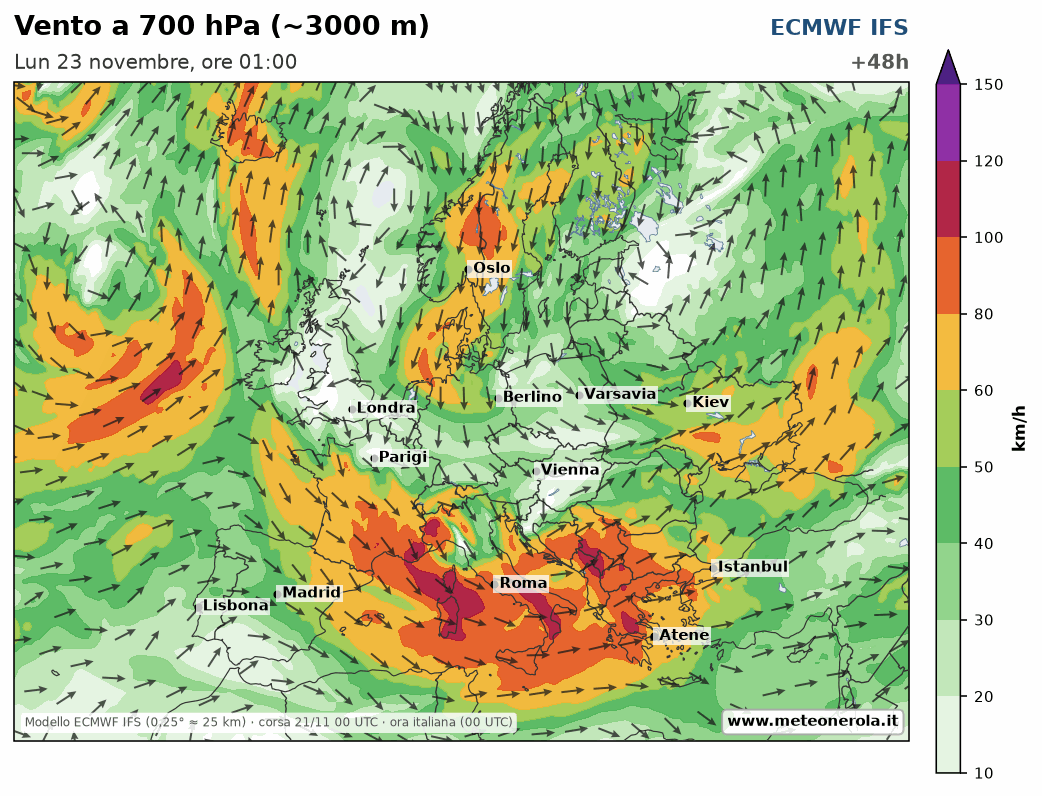 Vento a 700 hPa (~3000 m)
ECMWF IFS
Lun 23 novembre, ore 01:00
+48h
150
120
100
80
60
50
40
30
20
10
km/h
Oslo
Berlino
Varsavia
Kiev
Londra
Parigi
Vienna
Istanbul
Roma
Madrid
Lisbona
Atene
Modello ECMWF IFS (0,25° ≈ 25 km) · corsa 21/11 00 UTC · ora italiana (00 UTC)
www.meteonerola.it